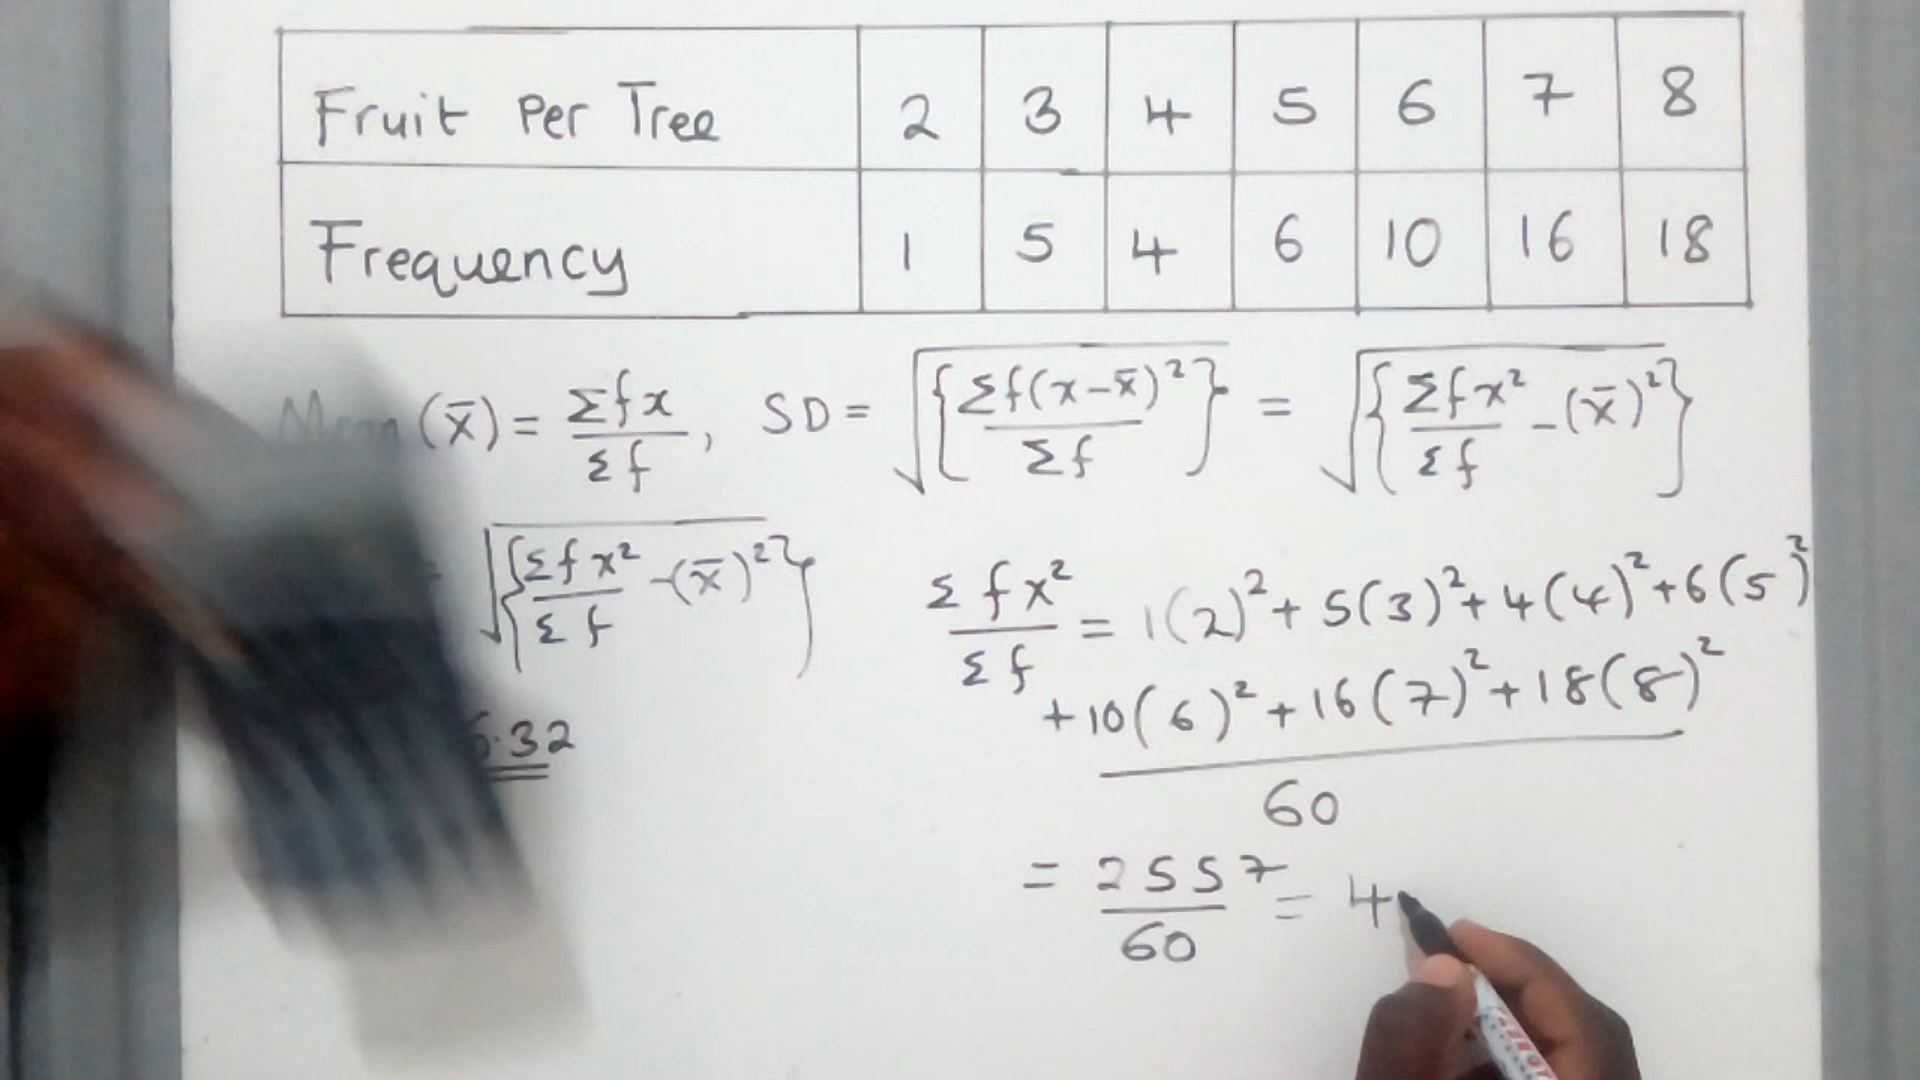 Fruit Per Tree 2 3 4 5 6 7 8
Frequency 1 5 4 6 10 16 18
Mean (x̄) = Σfx / Σf , SD = √{Σf(x-x̄)² / Σf} = √{Σfx² / Σf - (x̄)²}
= √{Σfx² / Σf - (x̄)²}
Σfx² / Σf = 1(2)² + 5(3)² + 4(4)² + 6(5)²
+ 10(6)² + 16(7)² + 18(8)²
60
6.32
= 2557 / 60 = 4